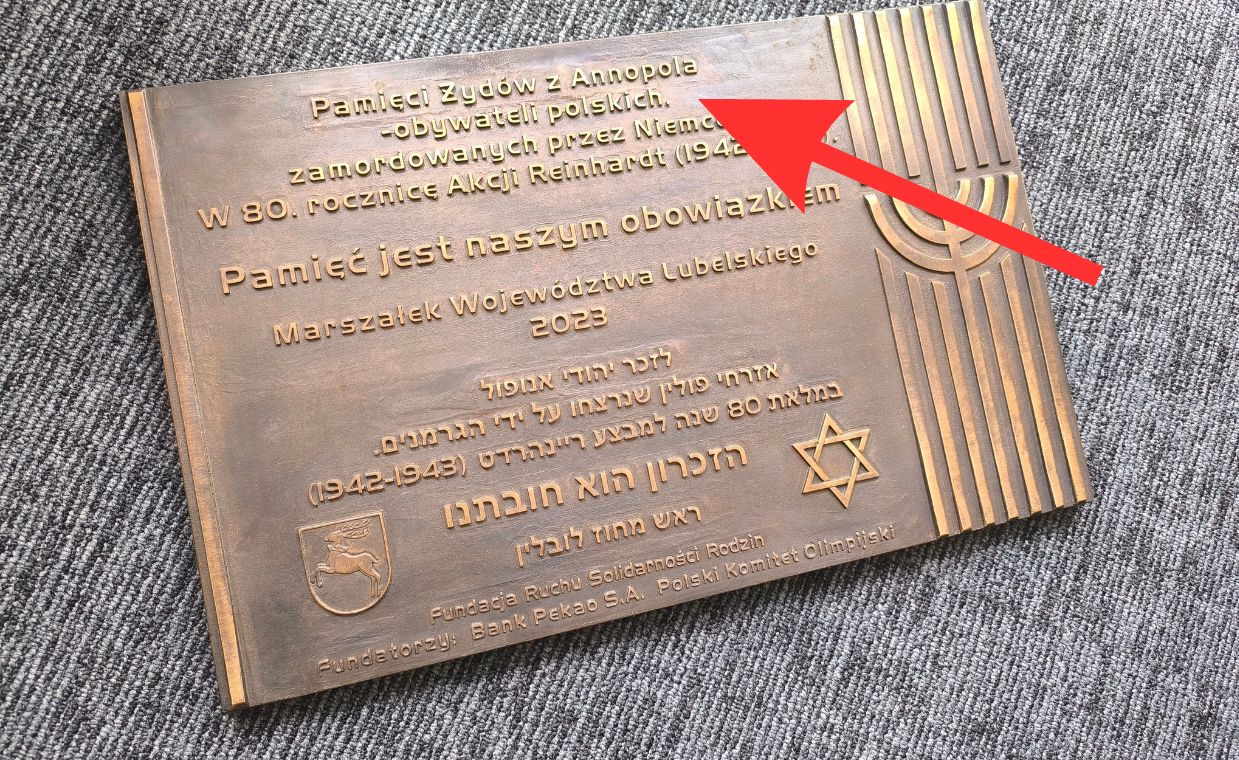 Pamięci Żydów z Annopola
-obywateli polskich,
zamordowanych przez
W 80. rocznicę Akcji Reinhardt
Pamięć jest naszym obowiązkiem
Marszałek Województwa Lubelskiego
2023
לזכר יהודי אנופול
אזרחי פולין שנרצחו על ידי הגרמנים.
במלאת 80 שנה למבצע ריינהרדט (1942-1943)
הזכרון הוא חובתנו
ראש מחוז לובלין
Fundacja Ruchu Solidarności Rodzin
Fundatorzy: Bank Pekao S.A. Polski Komitet Olimpijski